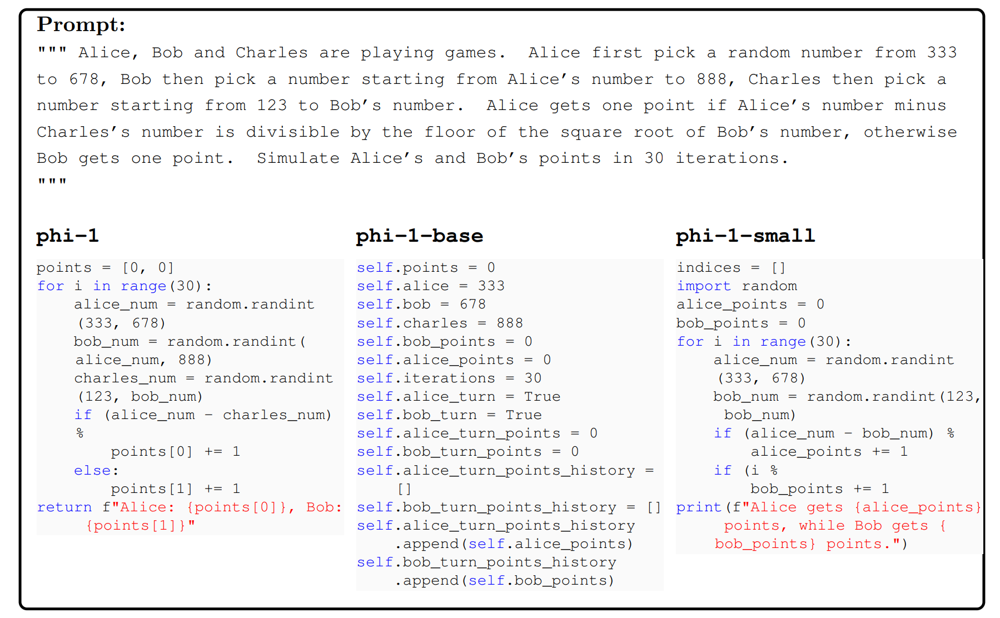 Prompt:
""" Alice, Bob and Charles are playing games.  Alice first pick a random number from 333
to 678, Bob then pick a number starting from Alice’s number to 888, Charles then pick a
number starting from 123 to Bob’s number.  Alice gets one point if Alice’s number minus
Charles’s number is divisible by the floor of the square root of Bob’s number, otherwise
Bob gets one point.  Simulate Alice’s and Bob’s points in 30 iterations.
"""
phi-1
points = [0, 0]
for i in range(30):
    alice_num = random.randint
    (333, 678)
    bob_num = random.randint(
    alice_num, 888)
    charles_num = random.randint
    (123, bob_num)
    if (alice_num - charles_num)
    %
        points[0] += 1
    else:
        points[1] += 1
return f"Alice: {points[0]}, Bob:
     {points[1]}"
phi-1-base
self.points = 0
self.alice = 333
self.bob = 678
self.charles = 888
self.bob_points = 0
self.alice_points = 0
self.iterations = 30
self.alice_turn = True
self.bob_turn = True
self.alice_turn_points = 0
self.bob_turn_points = 0
self.alice_turn_points_history =
    []
self.bob_turn_points_history = []
self.alice_turn_points_history
    .append(self.alice_points)
self.bob_turn_points_history
    .append(self.bob_points)
phi-1-small
indices = []
import random
alice_points = 0
bob_points = 0
for i in range(30):
    alice_num = random.randint
    (333, 678)
    bob_num = random.randint(123,
     bob_num)
    if (alice_num - bob_num) %
        alice_points += 1
    if (i %
        bob_points += 1
print(f"Alice gets {alice_points}
     points, while Bob gets {
    bob_points} points.")